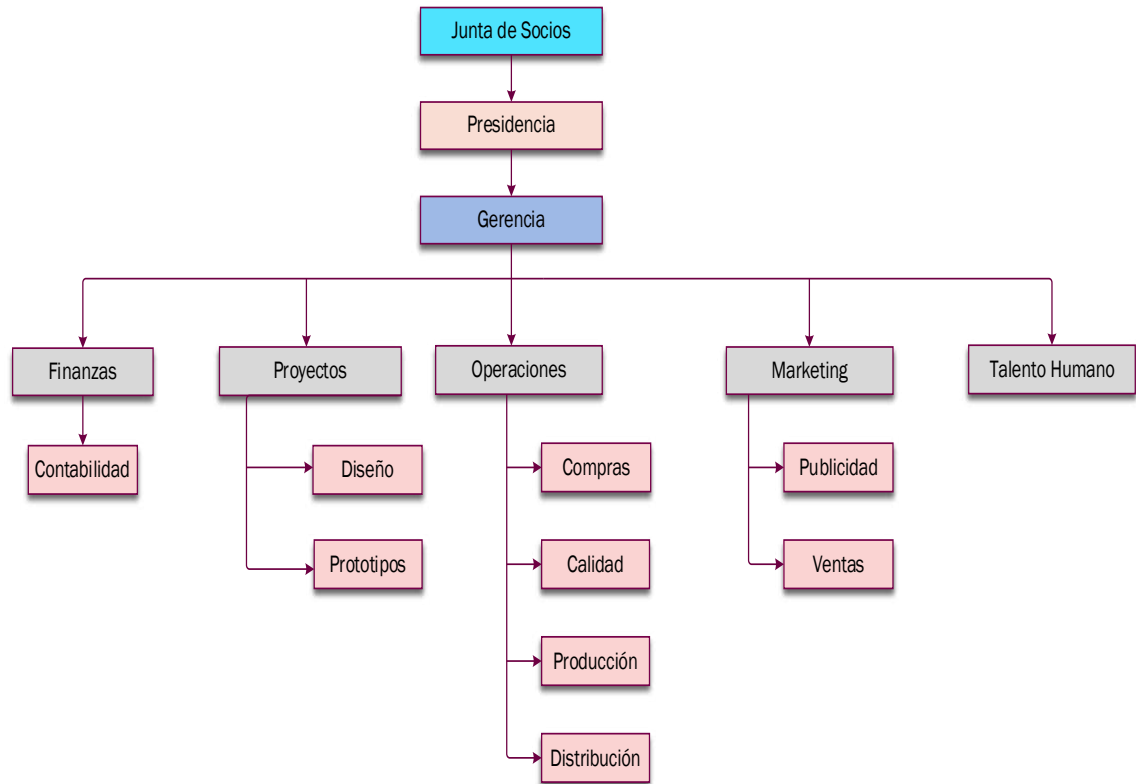 Junta de Socios
Presidencia
Gerencia
Finanzas
Proyectos
Operaciones
Marketing
Talento Humano
Contabilidad
Diseño
Compras
Publicidad
Prototipos
Calidad
Ventas
Producción
Distribución